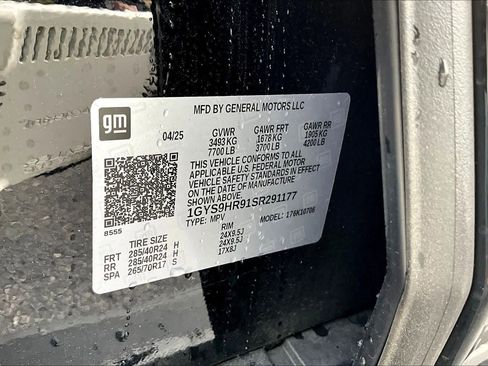 gm
MFD BY GENERAL MOTORS LLC
04/25 GVWR GAWR FRT GAWR RR
3493 KG 1678 KG 1905 KG
7700 LB 3700 LB 4200 LB
THIS VEHICLE CONFORMS TO ALL
APPLICABLE U.S. FEDERAL MOTOR
VEHICLE SAFETY STANDARDS IN EFFECT
ON THE DATE OF MANUFACTURE
SHOWN ABOVE.
1GYS9HR91SR291177
TYPE: MPV MODEL: 176K10706
8555
TIRE SIZE RIM
FRT 285/40R24 H 24X9.5J
RR 285/40R24 H 24X9.5J
SPA 265/70R17 S 17X8J